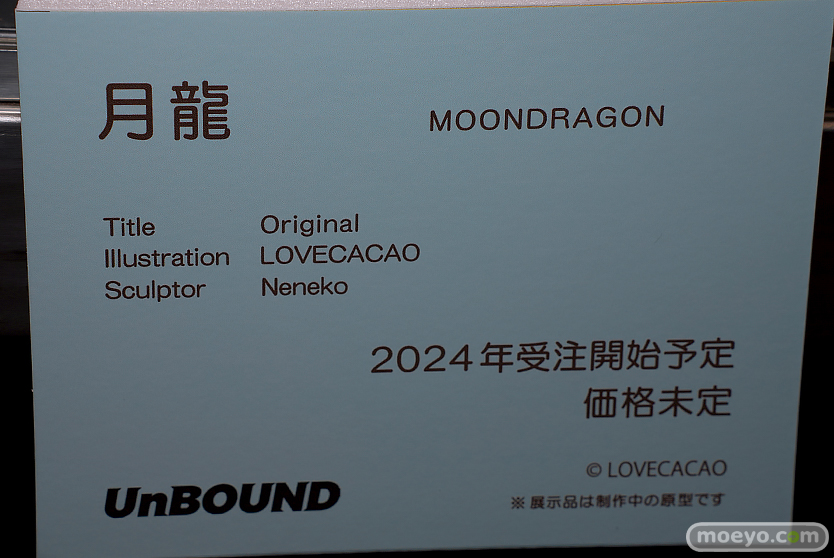 月龍
MOONDRAGON
Title Original
Illustration LOVECACAO
Sculptor Neneko
2024年受注開始予定
価格未定
© LOVECACAO
UnBOUND
※展示品は制作中の原型です
moeyo.com